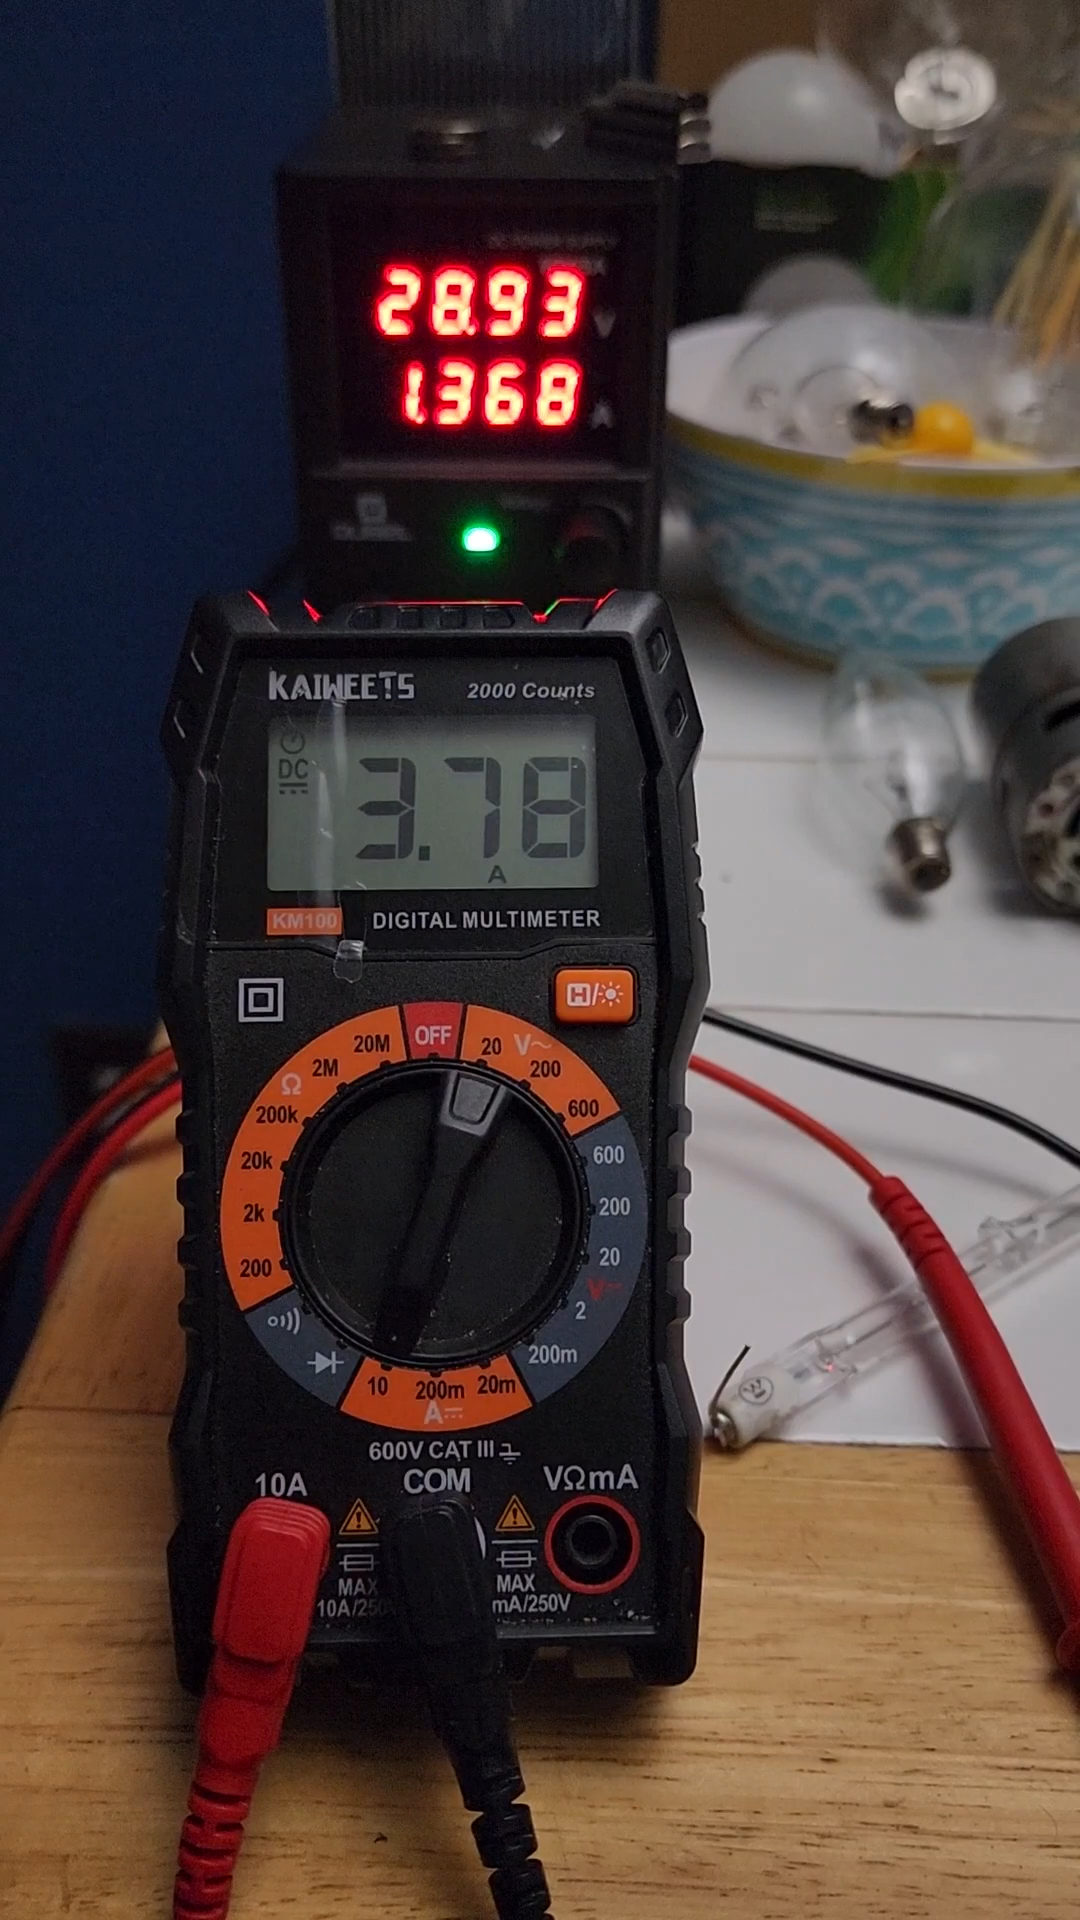 28.93 V
1.368 A
KAIWEETS 2000 Counts
DC 3.78
A
KM100 DIGITAL MULTIMETER
H/
OFF
20M 20 V~
2M 200
Ω
200k 600
20k 600
2k 200
200 20
V
2
200m
10 200m 20m
A
600V CAT III
10A COM VΩmA
MAX MAX
10A/250V mA/250V